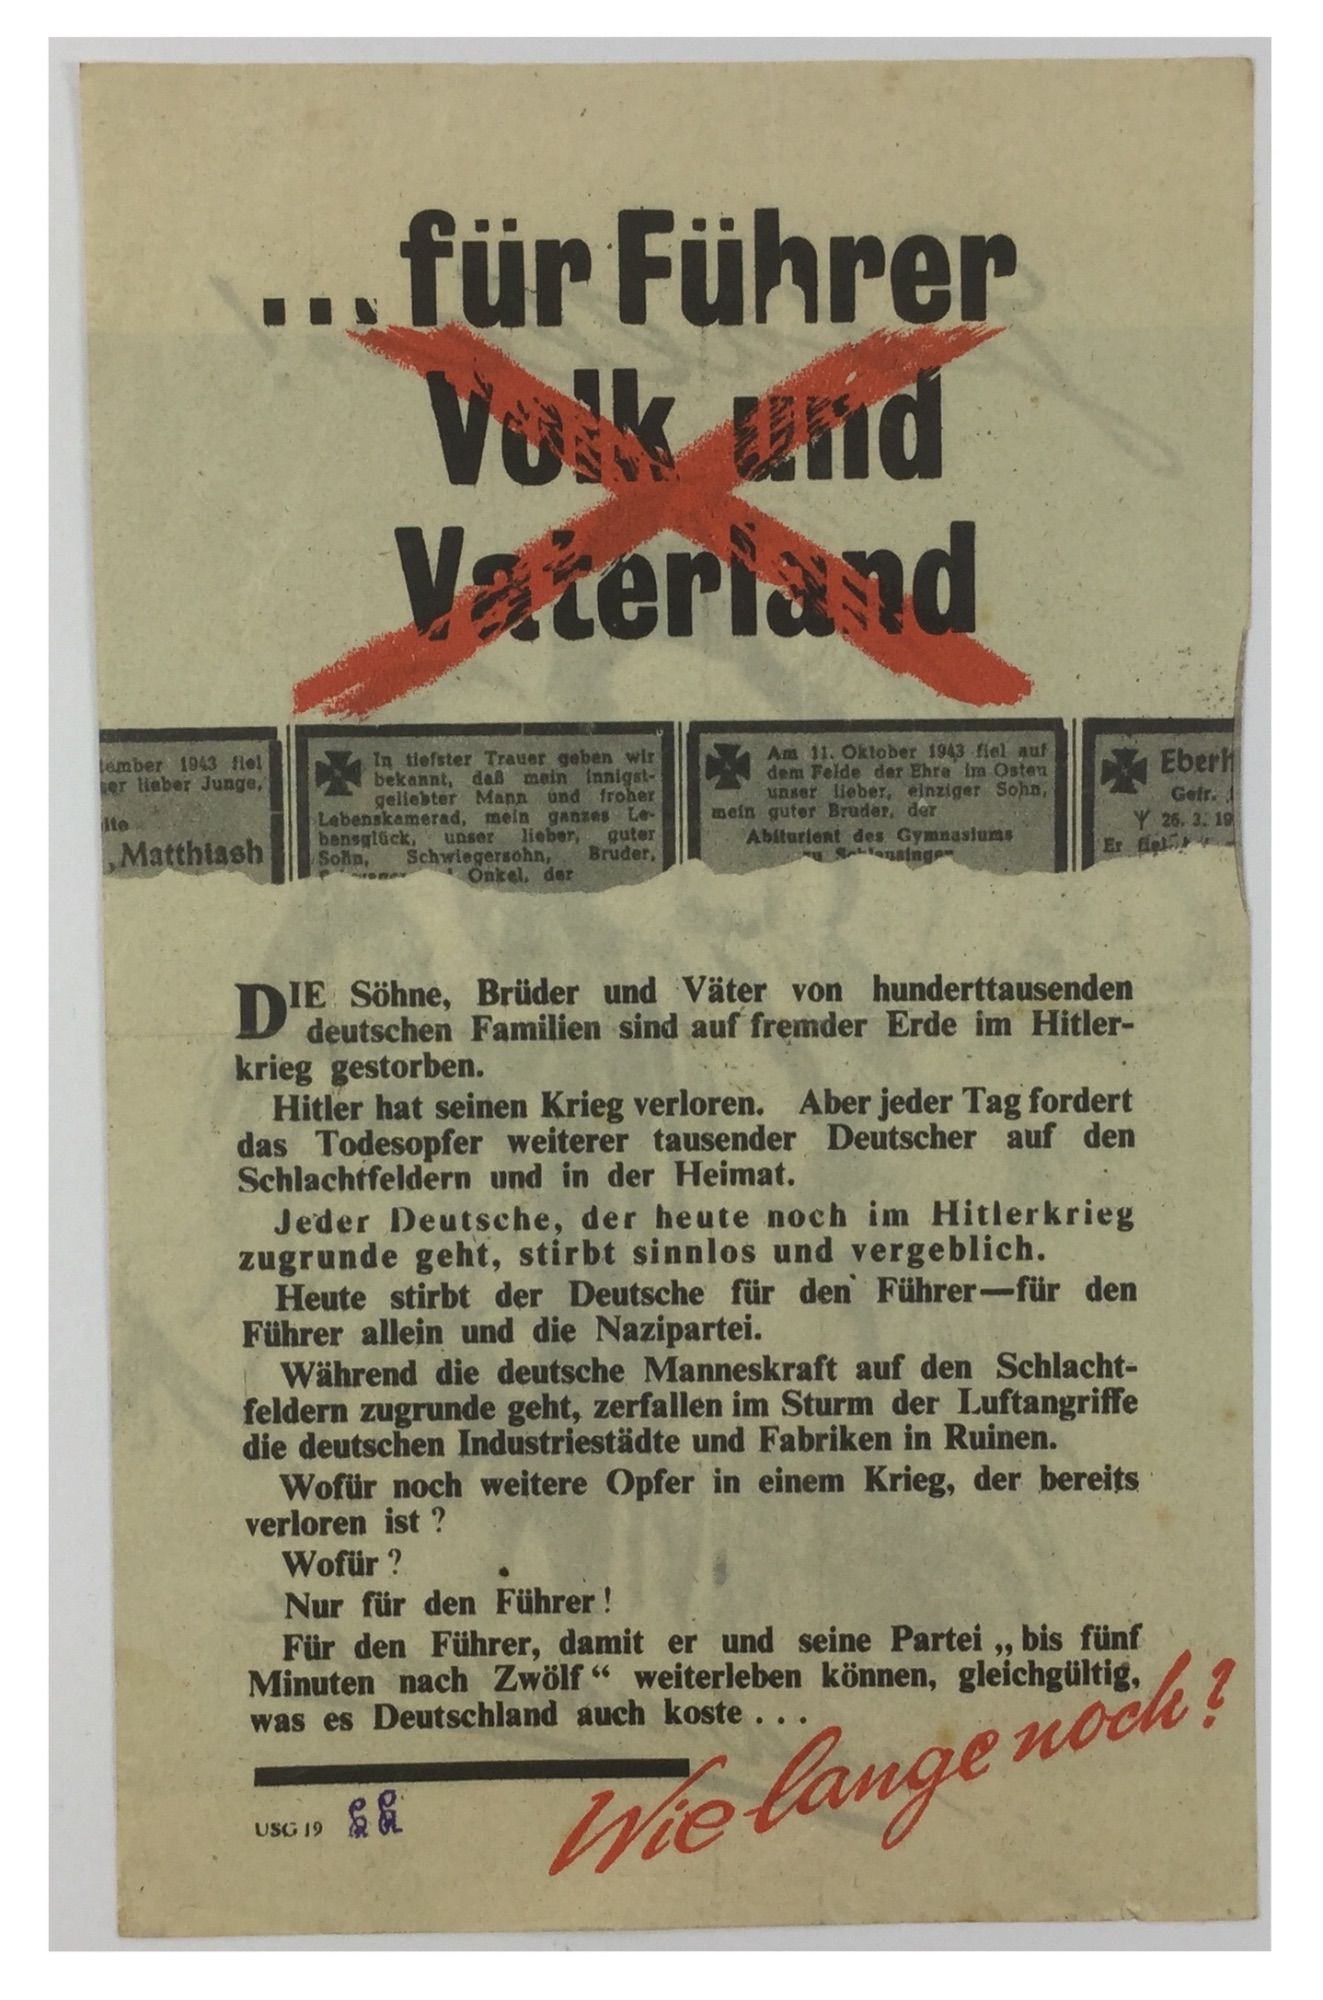 ... für Führer
Volk und
Vaterland
tember 1943 fiel
ser lieber Junge,
, Matthiash
In tiefster Trauer geben wir
bekannt, daß mein innigst-
geliebter Mann und froher
Lebenskamerad, mein ganzes Le-
bensglück, unser lieber, guter
Sohn, Schwiegersohn, Bruder,
Onkel, der
Am 11. Oktober 1943 fiel auf
dem Felde der Ehre im Osten
unser lieber, einziger Sohn,
mein guter Bruder, der
Abiturient des Gymnasiums
zu Schleusingen
Eberh
Gefr.
26. 3. 19
Er fiel
DIE Söhne, Brüder und Väter von hunderttausenden
deutschen Familien sind auf fremder Erde im Hitler-
krieg gestorben.
Hitler hat seinen Krieg verloren. Aber jeder Tag fordert
das Todesopfer weiterer tausender Deutscher auf den
Schlachtfeldern und in der Heimat.
Jeder Deutsche, der heute noch im Hitlerkrieg
zugrunde geht, stirbt sinnlos und vergeblich.
Heute stirbt der Deutsche für den Führer—für den
Führer allein und die Nazipartei.
Während die deutsche Manneskraft auf den Schlacht-
feldern zugrunde geht, zerfallen im Sturm der Luftangriffe
die deutschen Industriestädte und Fabriken in Ruinen.
Wofür noch weitere Opfer in einem Krieg, der bereits
verloren ist ?
Wofür ?
Nur für den Führer !
Für den Führer, damit er und seine Partei „ bis fünf
Minuten nach Zwölf “ weiterleben können, gleichgültig,
was es Deutschland auch koste . . .
Wie lange noch ?
USG 19